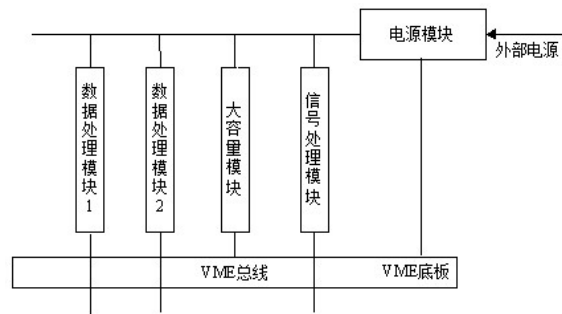 电源模块
外部电源
数据处理模块1
数据处理模块2
大容量模块
信号处理模块
VME总线
VME底板